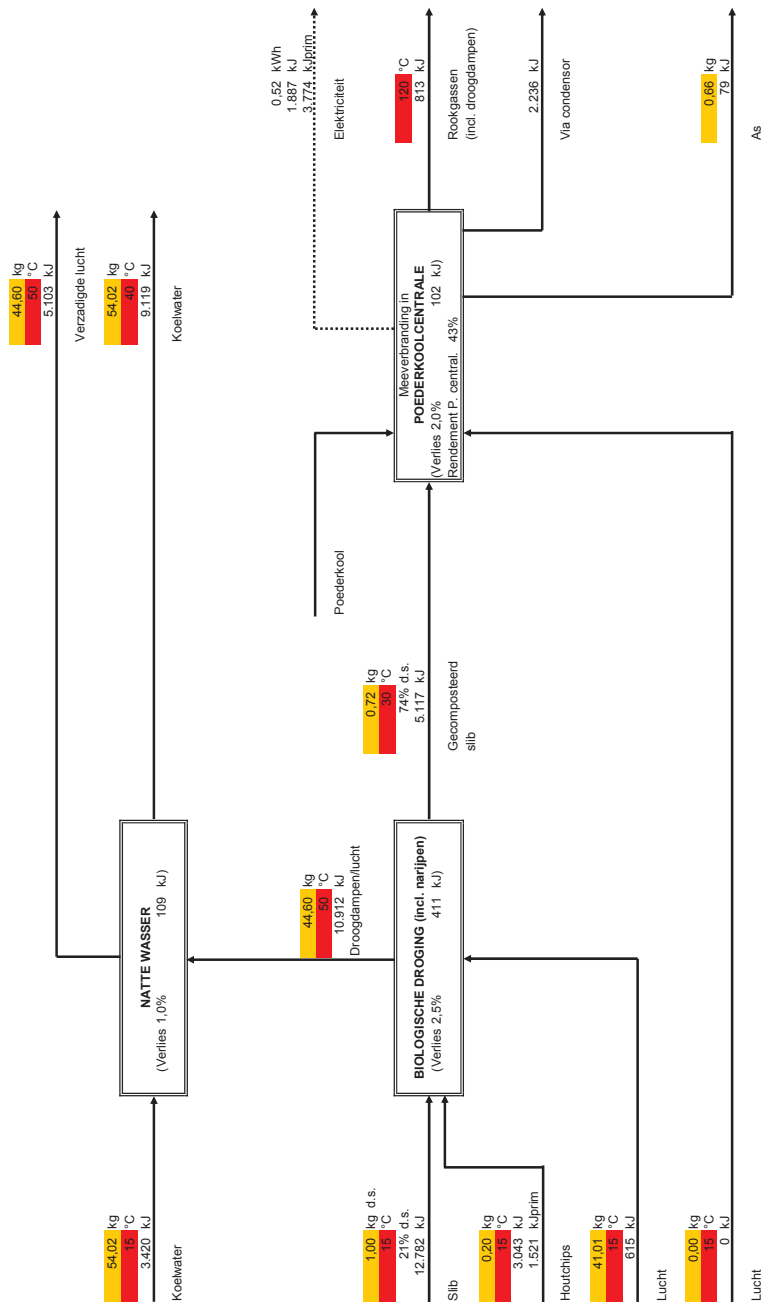 54,02 kg
15 °C
3.420 kJ
Koelwater
NATTE WASSER
(Verlies 1,0% 109 kJ)
44,60 kg
50 °C
5.103 kJ
Verzadigde lucht
54,02 kg
40 °C
9.119 kJ
Koelwater
44,60 kg
50 °C
10.912 kJ
Droogdampen/lucht
1,00 kg d.s.
15 °C
21% d.s.
12.782 kJ
Slib
0,20 kg
15 °C
3.043 kJ
1.521 kJprim
Houtchips
41,01 kg
15 °C
615 kJ
Lucht
0,00 kg
15 °C
0 kJ
Lucht
BIOLOGISCHE DROGING (incl. narijpen)
(Verlies 2,5% 411 kJ)
0,72 kg
30 °C
74% d.s.
5.117 kJ
Gecomposteerd
slib
Poederkool
Meeverbranding in
POEDERKOOLCENTRALE
(Verlies 2,0% 102 kJ)
Rendement P. central. 43%
0,52 kWh
1.887 kJ
3.774 kJprim
Elektriciteit
120 °C
813 kJ
Rookgassen
(incl. droogdampen)
2.236 kJ
Via condensor
0,66 kg
79 kJ
As